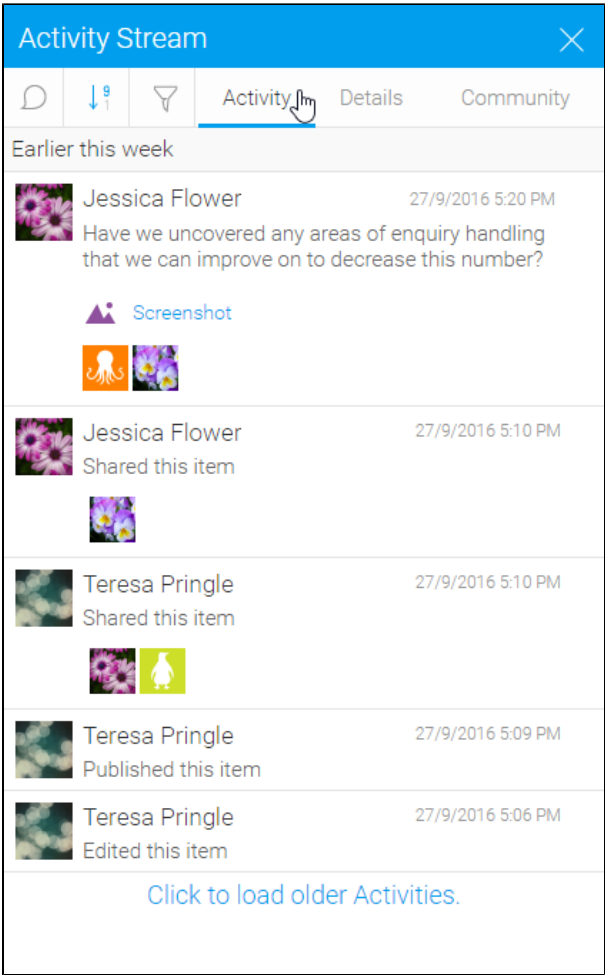 Activity Stream
9
1
Activity Details Community
Earlier this week
Jessica Flower 27/9/2016 5:20 PM
Have we uncovered any areas of enquiry handling
that we can improve on to decrease this number?
Screenshot
Jessica Flower 27/9/2016 5:10 PM
Shared this item
Teresa Pringle 27/9/2016 5:10 PM
Shared this item
Teresa Pringle 27/9/2016 5:09 PM
Published this item
Teresa Pringle 27/9/2016 5:06 PM
Edited this item
Click to load older Activities.